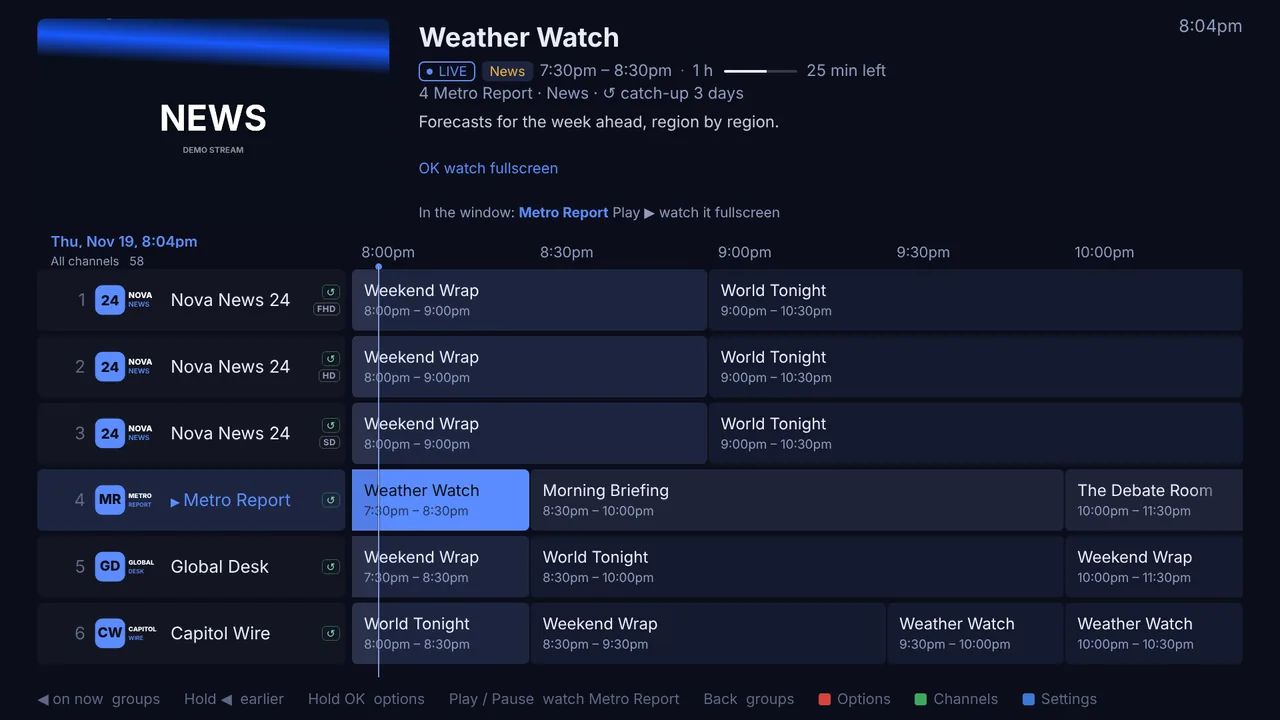 NEWS
DEMO STREAM
Weather Watch
8:04pm
LIVE News 7:30pm – 8:30pm · 1 h 25 min left
4 Metro Report · News · ↺ catch-up 3 days
Forecasts for the week ahead, region by region.
OK watch fullscreen
In the window: Metro Report Play ▶ watch it fullscreen
Thu, Nov 19, 8:04pm
All channels 58
8:00pm 8:30pm 9:00pm 9:30pm 10:00pm
1 24 NOVA NEWS Nova News 24 ↺ FHD
Weekend Wrap
8:00pm – 9:00pm
World Tonight
9:00pm – 10:30pm
2 24 NOVA NEWS Nova News 24 ↺ HD
Weekend Wrap
8:00pm – 9:00pm
World Tonight
9:00pm – 10:30pm
3 24 NOVA NEWS Nova News 24 ↺ SD
Weekend Wrap
8:00pm – 9:00pm
World Tonight
9:00pm – 10:30pm
4 MR METRO REPORT ▶ Metro Report ↺
Weather Watch
7:30pm – 8:30pm
Morning Briefing
8:30pm – 10:00pm
The Debate Room
10:00pm – 11:30pm
5 GD GLOBAL DESK Global Desk ↺
Weekend Wrap
7:30pm – 8:30pm
World Tonight
8:30pm – 10:00pm
Weekend Wrap
10:00pm – 11:30pm
6 CW CAPITOL WIRE Capitol Wire ↺
World Tonight
8:00pm – 8:30pm
Weekend Wrap
8:30pm – 9:30pm
Weather Watch
9:30pm – 10:00pm
Weather Watch
10:00pm – 10:30pm
◀ on now groups Hold ◀ earlier Hold OK options Play / Pause watch Metro Report Back groups Options Channels Settings